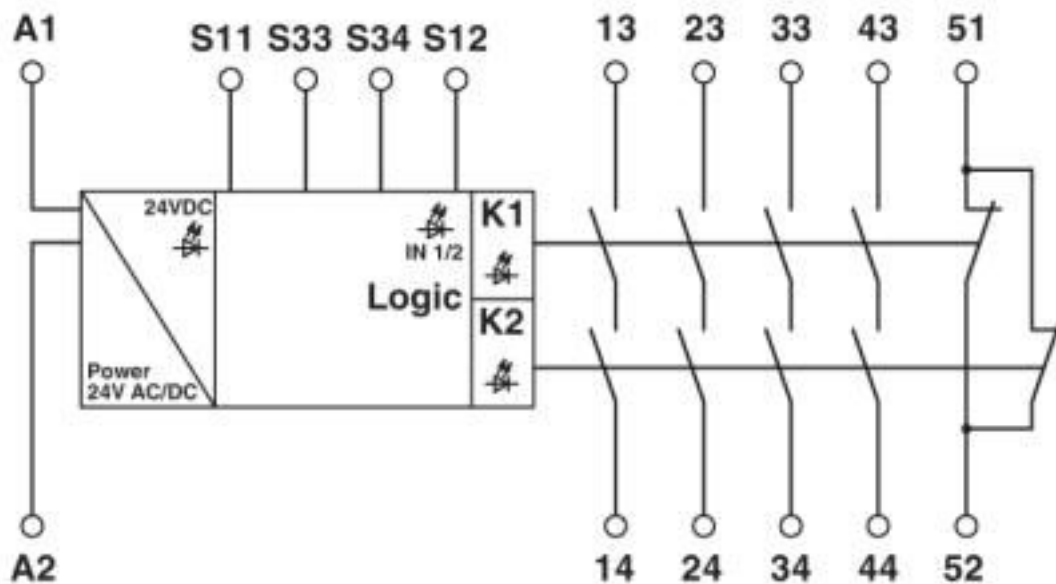 A1 S11 S33 S34 S12 13 23 33 43 51
24VDC
IN 1/2
K1
Logic
K2
Power
24V AC/DC
A2 14 24 34 44 52